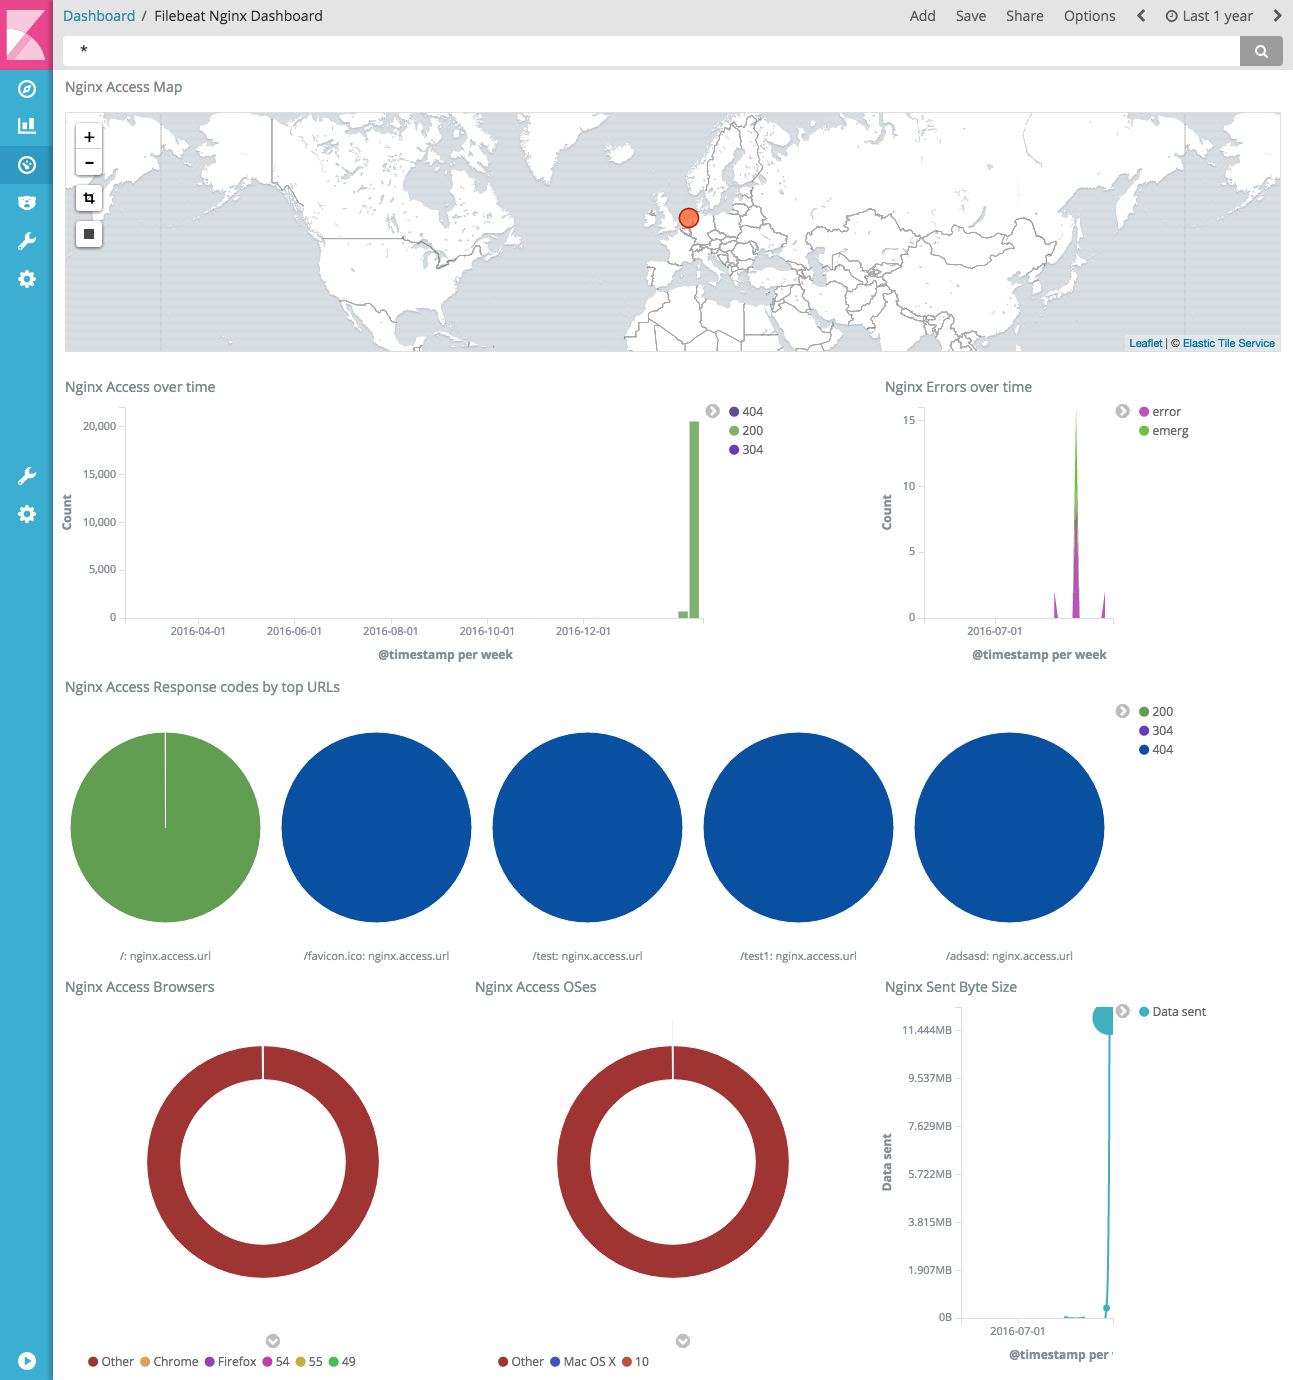 Dashboard / Filebeat Nginx Dashboard
Add Save Share Options Last 1 year
*
Nginx Access Map
+
−
Leaflet | © Elastic Tile Service
Nginx Access over time
20,000
15,000
10,000
5,000
0
Count
2016-04-01 2016-06-01 2016-08-01 2016-10-01 2016-12-01
@timestamp per week
404
200
304
Nginx Errors over time
15
10
5
0
Count
2016-07-01
@timestamp per week
error
emerg
Nginx Access Response codes by top URLs
200
304
404
/: nginx.access.url
/favicon.ico: nginx.access.url
/test: nginx.access.url
/test1: nginx.access.url
/adsasd: nginx.access.url
Nginx Access Browsers
Other Chrome Firefox 54 55 49
Nginx Access OSes
Other Mac OS X 10
Nginx Sent Byte Size
11.444MB
9.537MB
7.629MB
5.722MB
3.815MB
1.907MB
0B
Data sent
2016-07-01
@timestamp per
Data sent